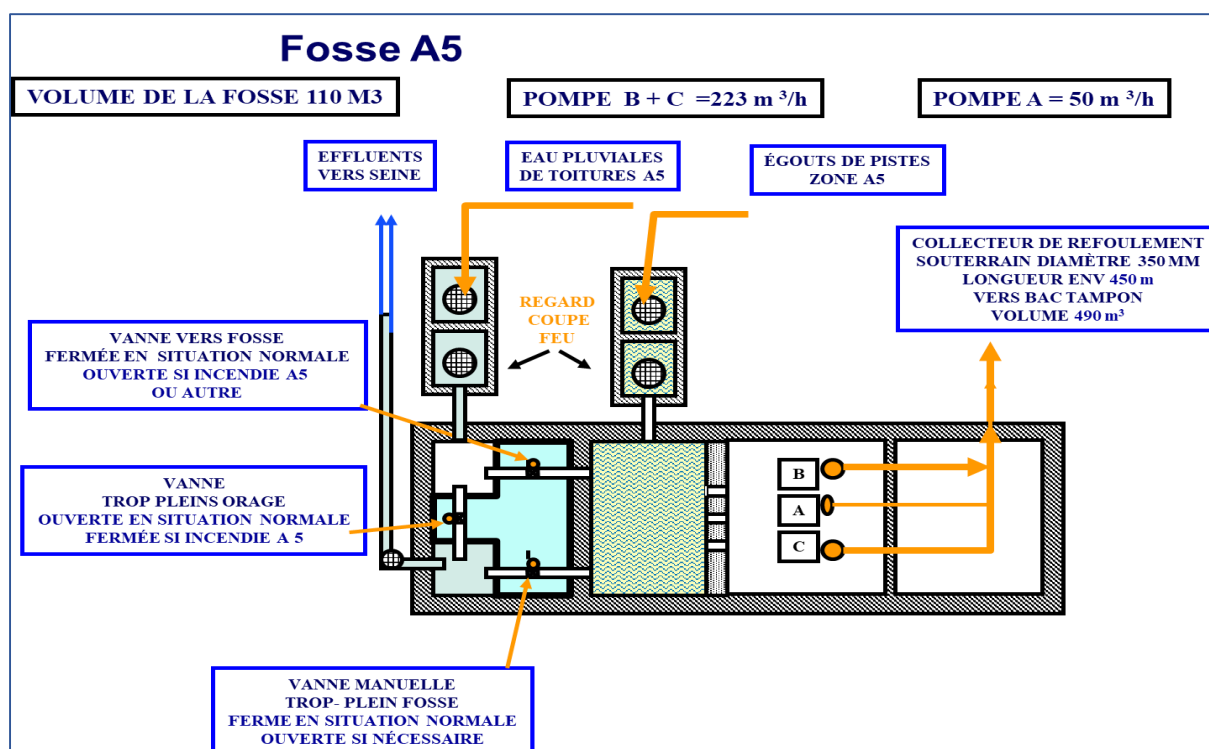 Fosse A5
VOLUME DE LA FOSSE 110 M3
POMPE B + C =223 m ³/h
POMPE A = 50 m ³/h
EFFLUENTS
VERS SEINE
EAU PLUVIALES
DE TOITURES A5
ÉGOUTS DE PISTES
ZONE A5
COLLECTEUR DE REFOULEMENT
SOUTERRAIN DIAMÈTRE 350 MM
LONGUEUR ENV 450 m
VERS BAC TAMPON
VOLUME 490 m³
REGARD
COUPE
FEU
VANNE VERS FOSSE
FERMÉE EN SITUATION NORMALE
OUVERTE SI INCENDIE A5
OU AUTRE
VANNE
TROP PLEINS ORAGE
OUVERTE EN SITUATION NORMALE
FERMÉE SI INCENDIE A 5
B
A
C
VANNE MANUELLE
TROP- PLEIN FOSSE
FERME EN SITUATION NORMALE
OUVERTE SI NÉCESSAIRE